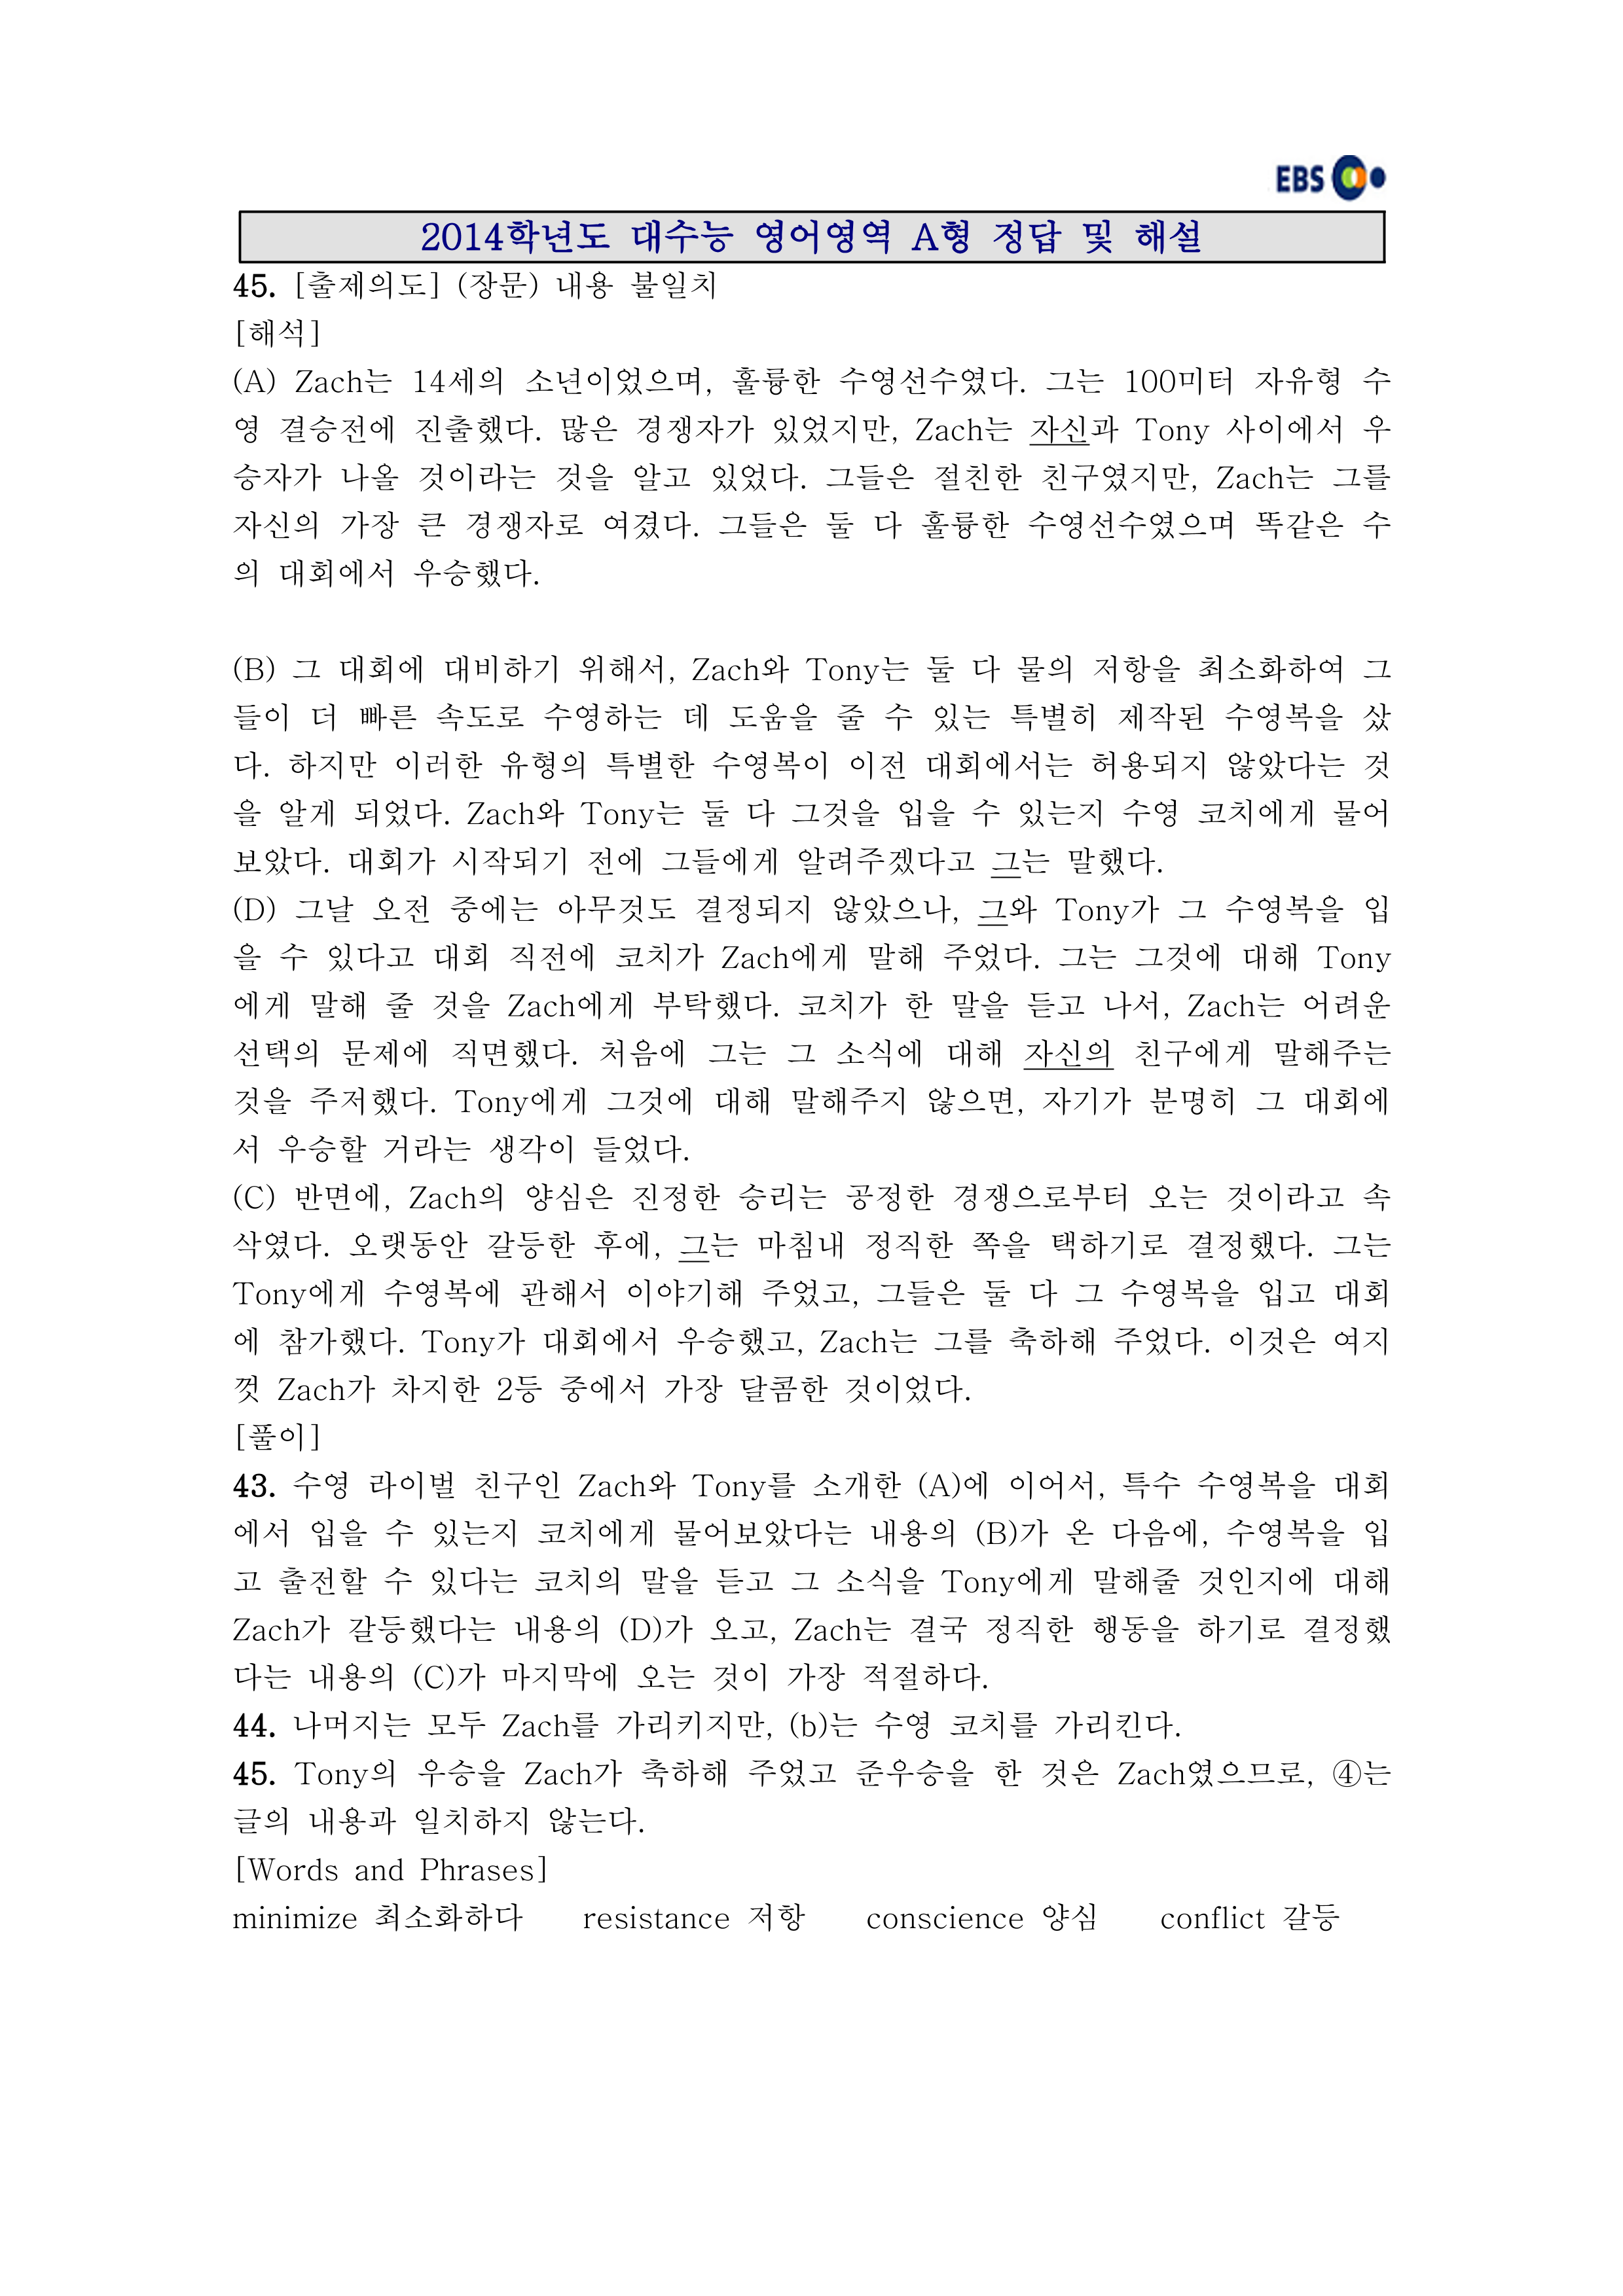 EBS
2014학년도 대수능 영어영역 A형 정답 및 해설
45. [출제의도] (장문) 내용 불일치
[해석]
(A) Zach는 14세의 소년이었으며, 훌륭한 수영선수였다. 그는 100미터 자유형 수
영 결승전에 진출했다. 많은 경쟁자가 있었지만, Zach는 자신과 Tony 사이에서 우
승자가 나올 것이라는 것을 알고 있었다. 그들은 절친한 친구였지만, Zach는 그를
자신의 가장 큰 경쟁자로 여겼다. 그들은 둘 다 훌륭한 수영선수였으며 똑같은 수
의 대회에서 우승했다.
(B) 그 대회에 대비하기 위해서, Zach와 Tony는 둘 다 물의 저항을 최소화하여 그
들이 더 빠른 속도로 수영하는 데 도움을 줄 수 있는 특별히 제작된 수영복을 샀
다. 하지만 이러한 유형의 특별한 수영복이 이전 대회에서는 허용되지 않았다는 것
을 알게 되었다. Zach와 Tony는 둘 다 그것을 입을 수 있는지 수영 코치에게 물어
보았다. 대회가 시작되기 전에 그들에게 알려주겠다고 그는 말했다.
(D) 그날 오전 중에는 아무것도 결정되지 않았으나, 그와 Tony가 그 수영복을 입
을 수 있다고 대회 직전에 코치가 Zach에게 말해 주었다. 그는 그것에 대해 Tony
에게 말해 줄 것을 Zach에게 부탁했다. 코치가 한 말을 듣고 나서, Zach는 어려운
선택의 문제에 직면했다. 처음에 그는 그 소식에 대해 자신의 친구에게 말해주는
것을 주저했다. Tony에게 그것에 대해 말해주지 않으면, 자기가 분명히 그 대회에
서 우승할 거라는 생각이 들었다.
(C) 반면에, Zach의 양심은 진정한 승리는 공정한 경쟁으로부터 오는 것이라고 속
삭였다. 오랫동안 갈등한 후에, 그는 마침내 정직한 쪽을 택하기로 결정했다. 그는
Tony에게 수영복에 관해서 이야기해 주었고, 그들은 둘 다 그 수영복을 입고 대회
에 참가했다. Tony가 대회에서 우승했고, Zach는 그를 축하해 주었다. 이것은 여지
껏 Zach가 차지한 2등 중에서 가장 달콤한 것이었다.
[풀이]
43. 수영 라이벌 친구인 Zach와 Tony를 소개한 (A)에 이어서, 특수 수영복을 대회
에서 입을 수 있는지 코치에게 물어보았다는 내용의 (B)가 온 다음에, 수영복을 입
고 출전할 수 있다는 코치의 말을 듣고 그 소식을 Tony에게 말해줄 것인지에 대해
Zach가 갈등했다는 내용의 (D)가 오고, Zach는 결국 정직한 행동을 하기로 결정했
다는 내용의 (C)가 마지막에 오는 것이 가장 적절하다.
44. 나머지는 모두 Zach를 가리키지만, (b)는 수영 코치를 가리킨다.
45. Tony의 우승을 Zach가 축하해 주었고 준우승을 한 것은 Zach였으므로, ④는
글의 내용과 일치하지 않는다.
[Words and Phrases]
minimize 최소화하다 resistance 저항 conscience 양심 conflict 갈등